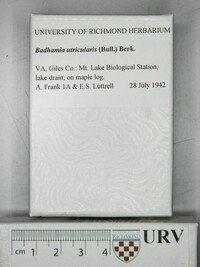 UNIVERSITY OF RICHMOND HERBARIUM
Badhamia utricularis (Bull.) Berk.
VA, Giles Co.: Mt. Lake Biological Station,
lake drain; on maple log.
A. Frank 1A & E.S. Luttrell 28 July 1942
cm 1 2 3 4
RICHMOND
URV